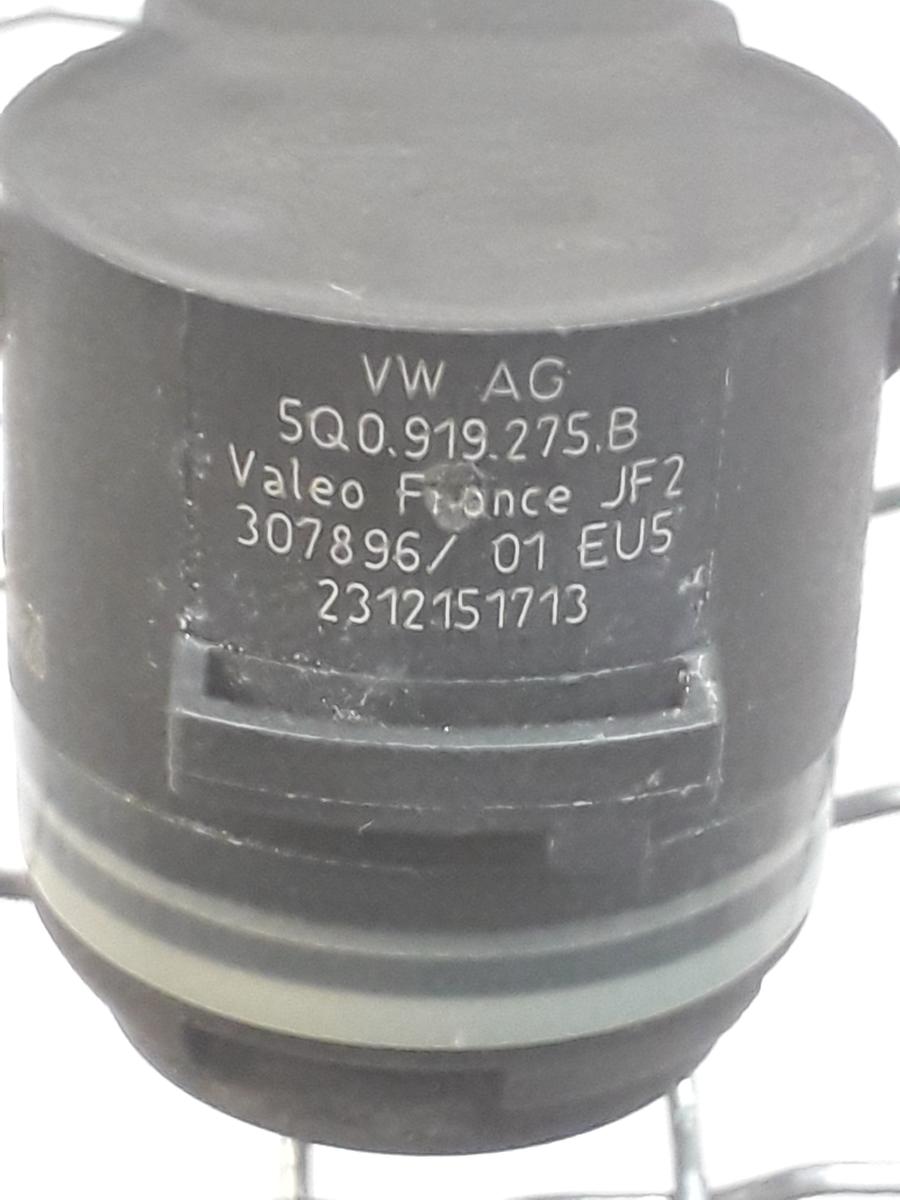 VW AG
5Q0.919.275.B
Valeo France JF2
307896/ 01 EU5
2312151713